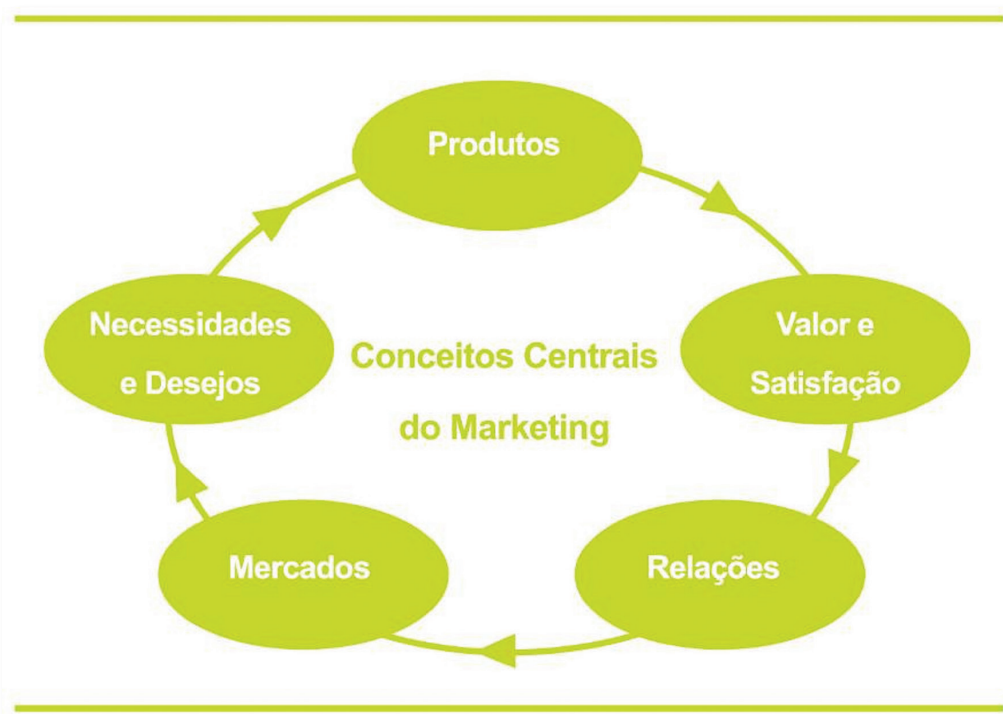 Produtos
Necessidades
e Desejos
Conceitos Centrais
do Marketing
Valor e
Satisfação
Mercados
Relações